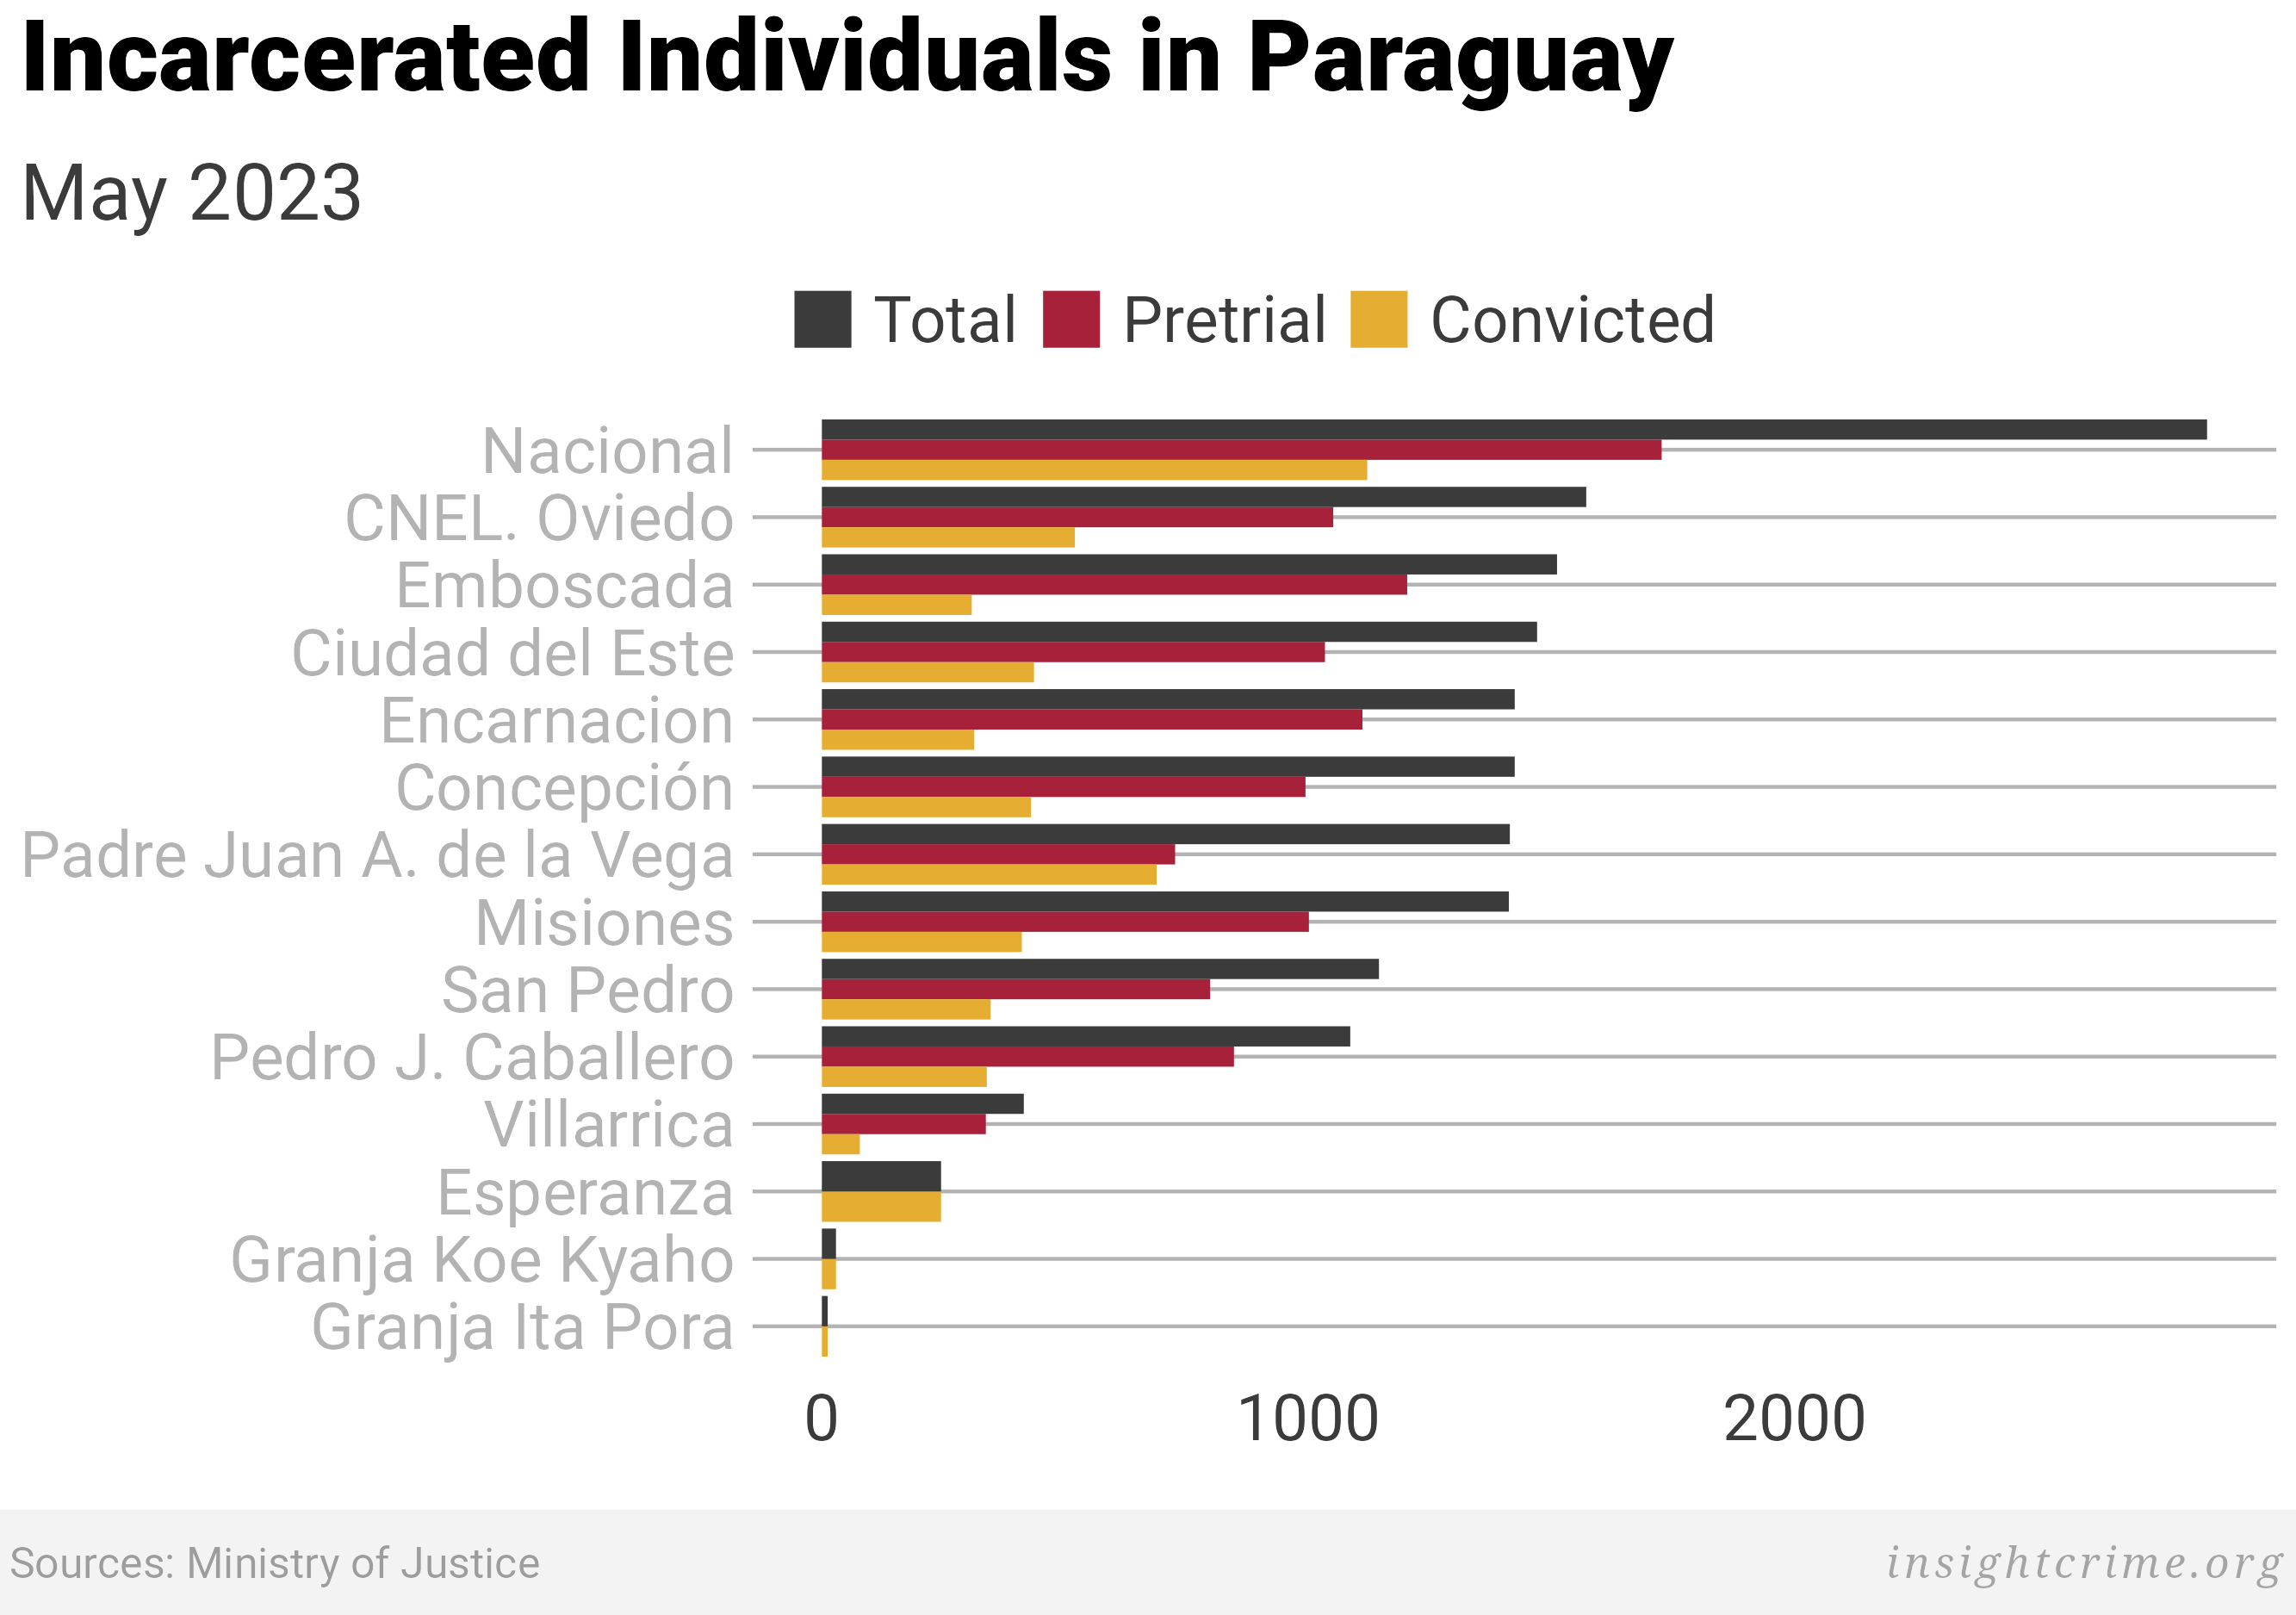 Incarcerated Individuals in Paraguay
May 2023
Total Pretrial Convicted
Nacional
CNEL. Oviedo
Emboscada
Ciudad del Este
Encarnacion
Concepción
Padre Juan A. de la Vega
Misiones
San Pedro
Pedro J. Caballero
Villarrica
Esperanza
Granja Koe Kyaho
Granja Ita Pora
0 1000 2000
Sources: Ministry of Justice
insightcrime.org